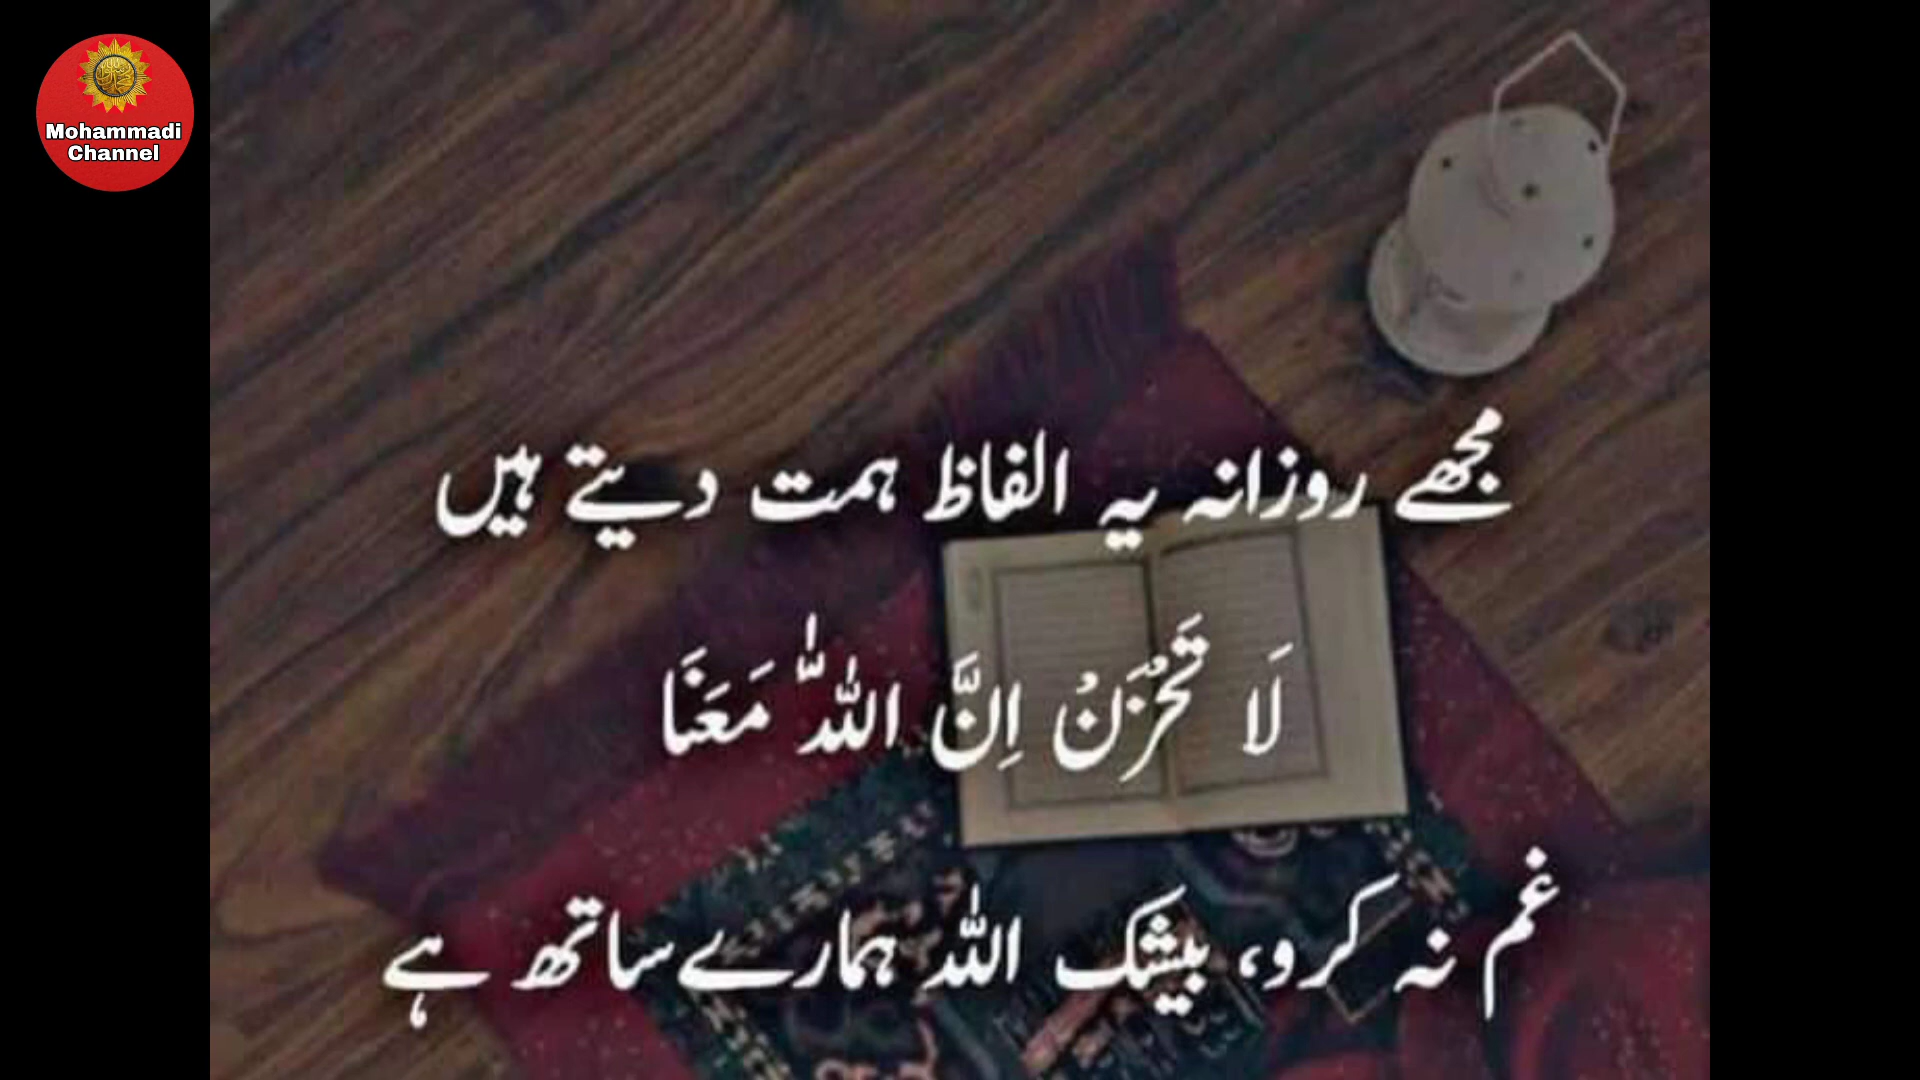 Mohammadi
Channel
مجھے روزانہ یہ الفاظ ہمت دیتے ہیں
لَا تَحْزَنْ اِنَّ اللّٰہَ مَعَنَا
غم نہ کرو، بیشک اللہ ہمارے ساتھ ہے